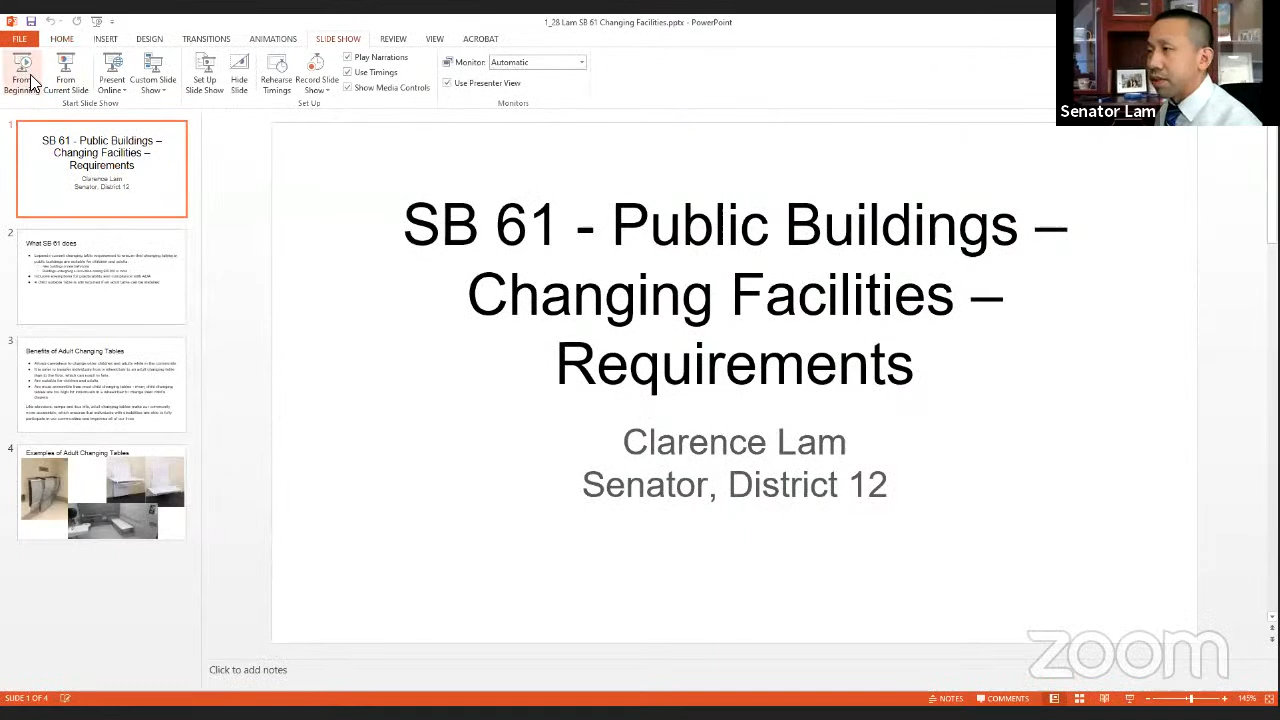 1_28 Lam SB 61 Changing Facilities.pptx - PowerPoint
FILE HOME INSERT DESIGN TRANSITIONS ANIMATIONS SLIDE SHOW REVIEW VIEW ACROBAT
From Beginning
From Current Slide
Present Online
Custom Slide Show
Set Up Slide Show
Hide Slide
Rehearse Timings
Record Slide Show
Play Narrations
Use Timings
Show Media Controls
Monitor: Automatic
Use Presenter View
Start Slide Show
Set Up
Monitors
Senator Lam
1
SB 61 - Public Buildings –
Changing Facilities –
Requirements
Clarence Lam
Senator, District 12
2
What SB 61 does
3
Benefits of Adult Changing Tables
4
Examples of Adult Changing Tables
SB 61 - Public Buildings –
Changing Facilities –
Requirements
Clarence Lam
Senator, District 12
zoom
Click to add notes
SLIDE 1 OF 4
NOTES
COMMENTS
145%